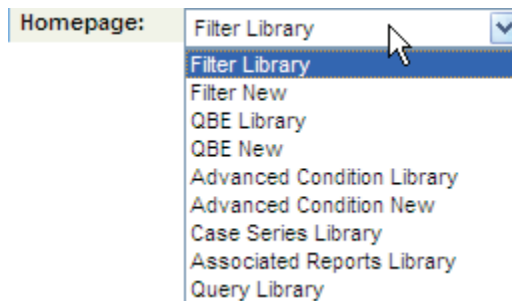 Homepage: Filter Library
Filter Library
Filter New
QBE Library
QBE New
Advanced Condition Library
Advanced Condition New
Case Series Library
Associated Reports Library
Query Library